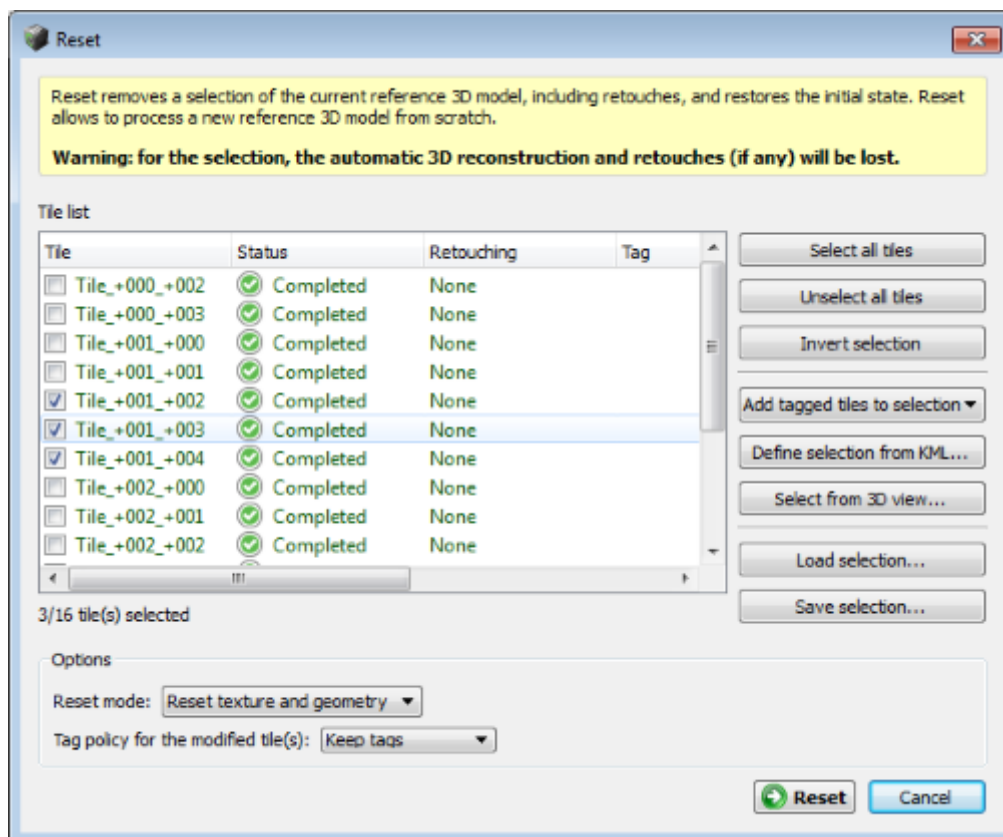 Reset
Reset removes a selection of the current reference 3D model, including retouches, and restores the initial state. Reset
allows to process a new reference 3D model from scratch.
Warning: for the selection, the automatic 3D reconstruction and retouches (if any) will be lost.
Tile list
Tile Status Retouching Tag
Tile_+000_+002 Completed None
Tile_+000_+003 Completed None
Tile_+001_+000 Completed None
Tile_+001_+001 Completed None
Tile_+001_+002 Completed None
Tile_+001_+003 Completed None
Tile_+001_+004 Completed None
Tile_+002_+000 Completed None
Tile_+002_+001 Completed None
Tile_+002_+002 Completed None
Select all tiles
Unselect all tiles
Invert selection
Add tagged tiles to selection
Define selection from KML...
Select from 3D view...
Load selection...
Save selection...
3/16 tile(s) selected
Options
Reset mode: Reset texture and geometry
Tag policy for the modified tile(s): Keep tags
Reset Cancel